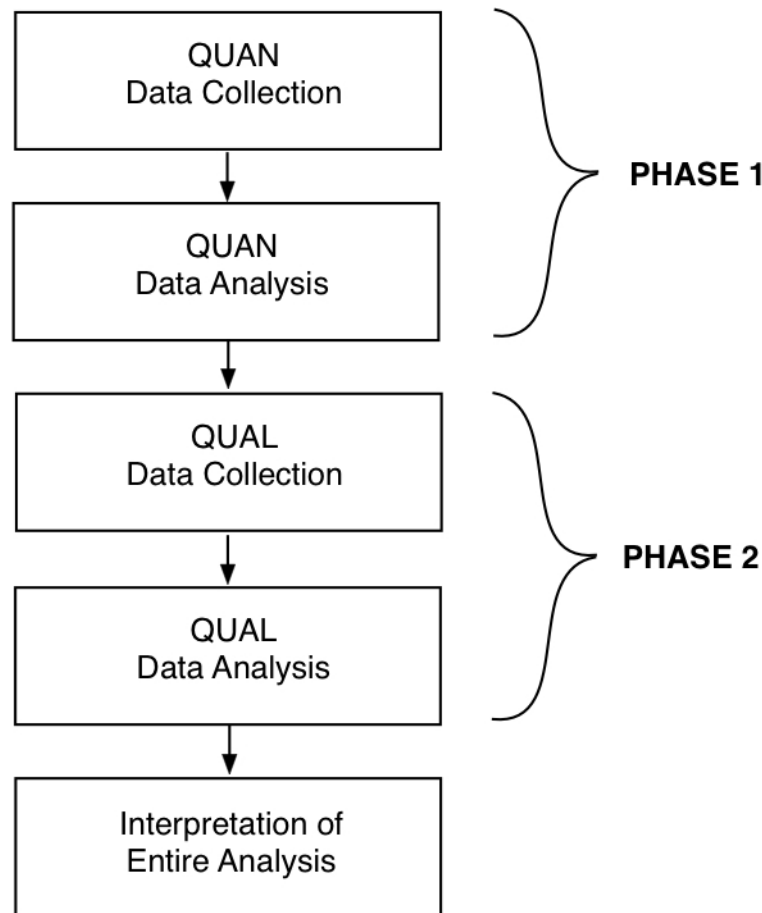 QUAN
Data Collection
PHASE 1
QUAN
Data Analysis
QUAL
Data Collection
PHASE 2
QUAL
Data Analysis
Interpretation of
Entire Analysis